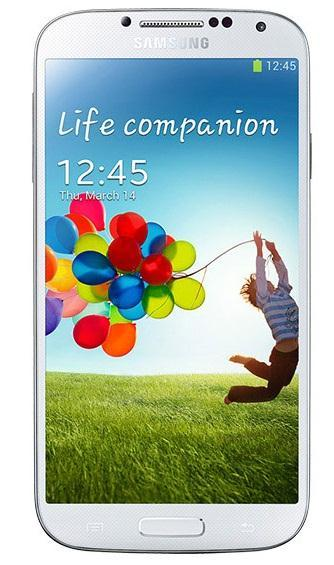 SAMSUNG
12:45
Life companion
12:45
Thu, March 14